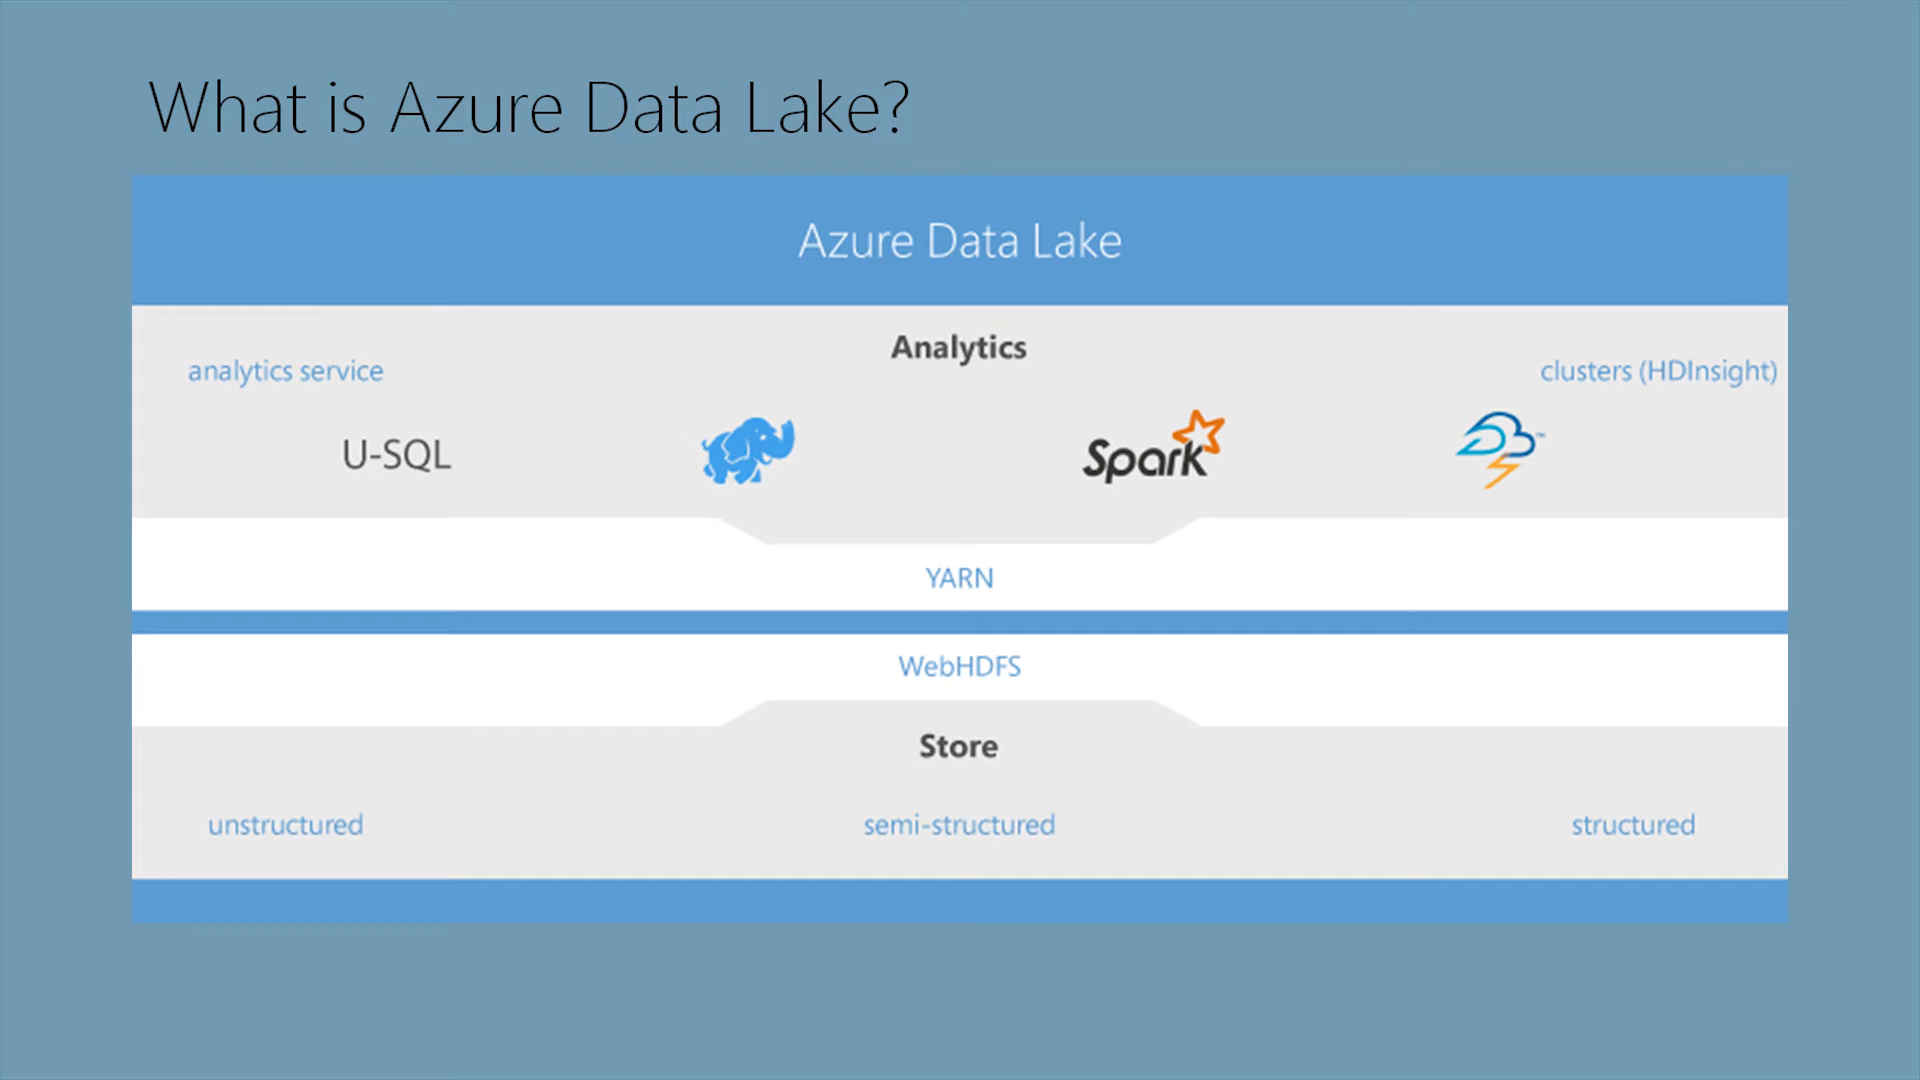 What is Azure Data Lake?
Azure Data Lake
Analytics
analytics service
clusters (HDInsight)
U-SQL
Spark
YARN
WebHDFS
Store
unstructured
semi-structured
structured